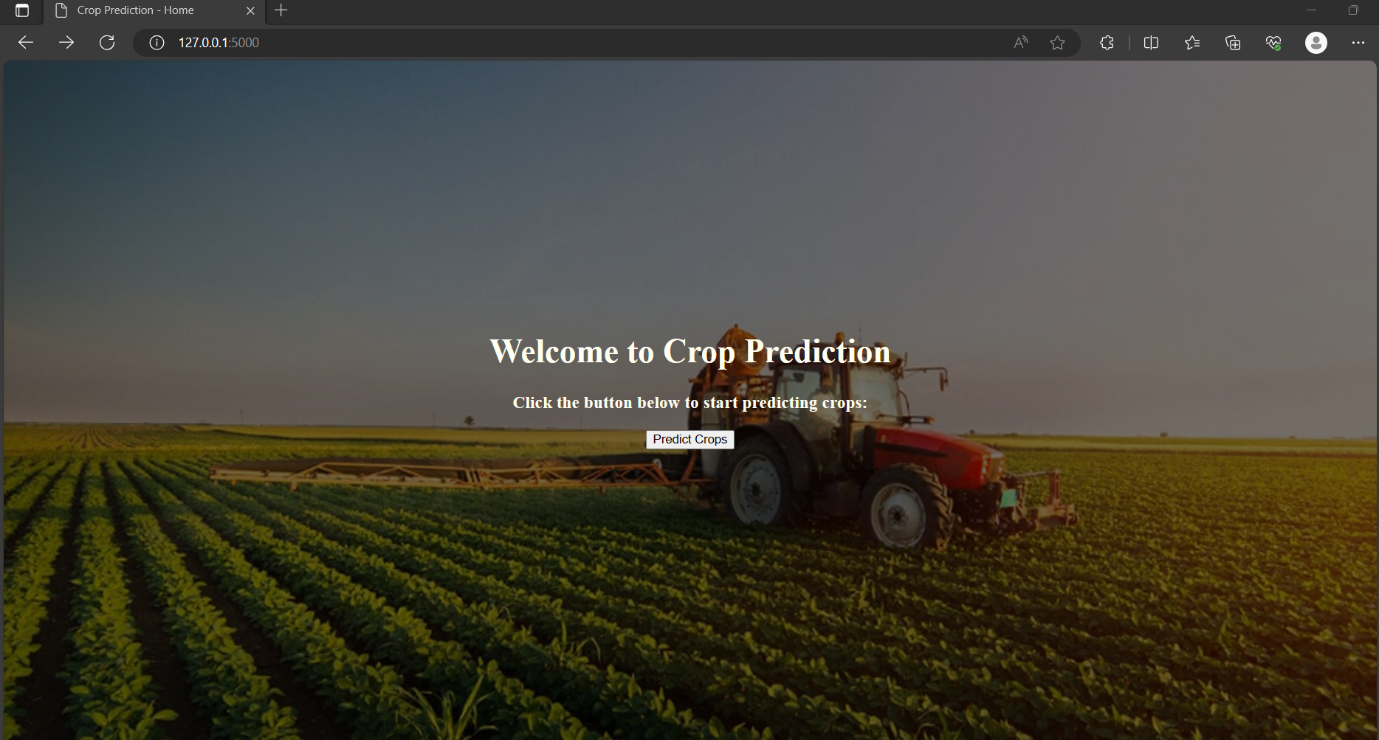 Crop Prediction - Home
127.0.0.1:5000
Welcome to Crop Prediction
Click the button below to start predicting crops:
Predict Crops